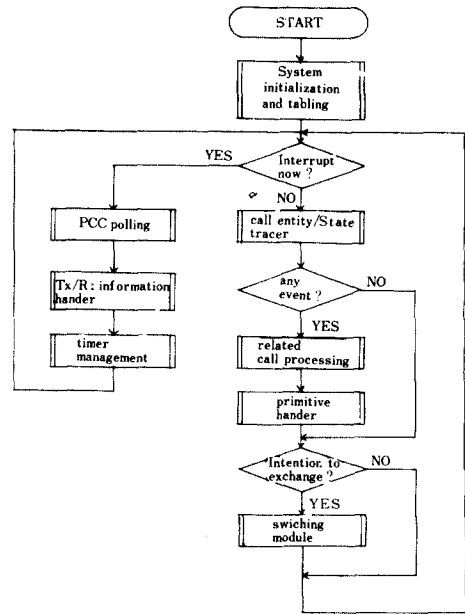 START
System
initialization
and tabling
YES
Interrupt
now ?
NO
PCC polling
call entity/State
tracer
Tx/R : information
hander
any
event ?
NO
YES
timer
management
related
call processing
primitive
hander
Intention to
exchange ?
NO
YES
swiching
module